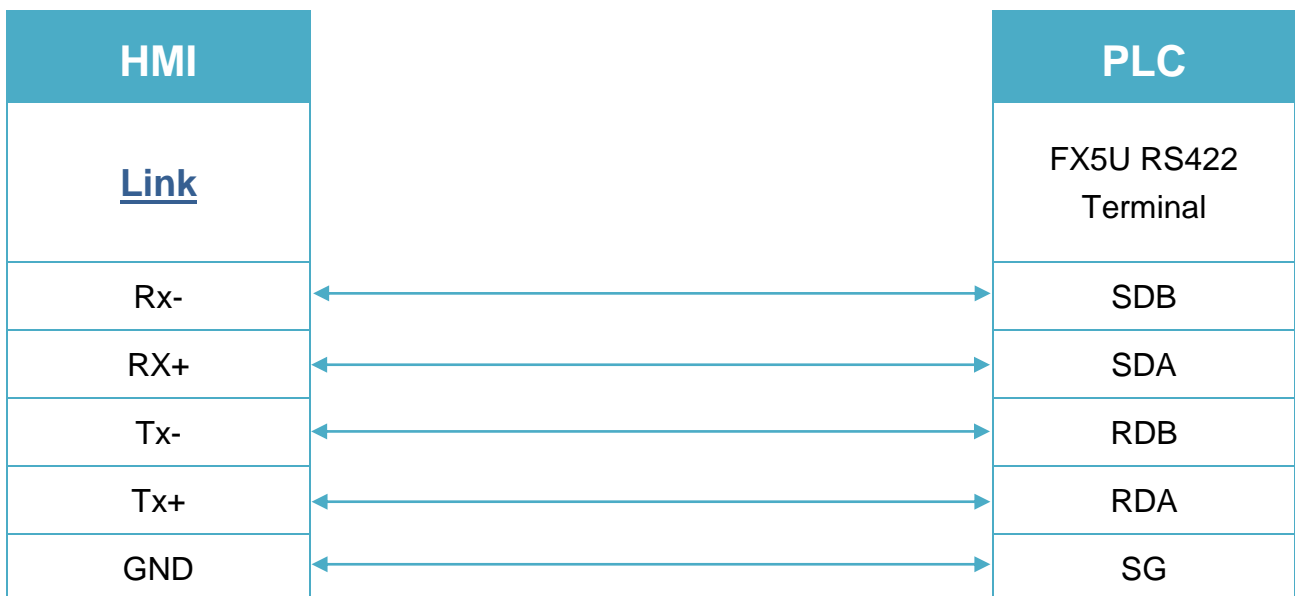 HMI
PLC
Link
FX5U RS422
Terminal
Rx-
SDB
RX+
SDA
Tx-
RDB
Tx+
RDA
GND
SG